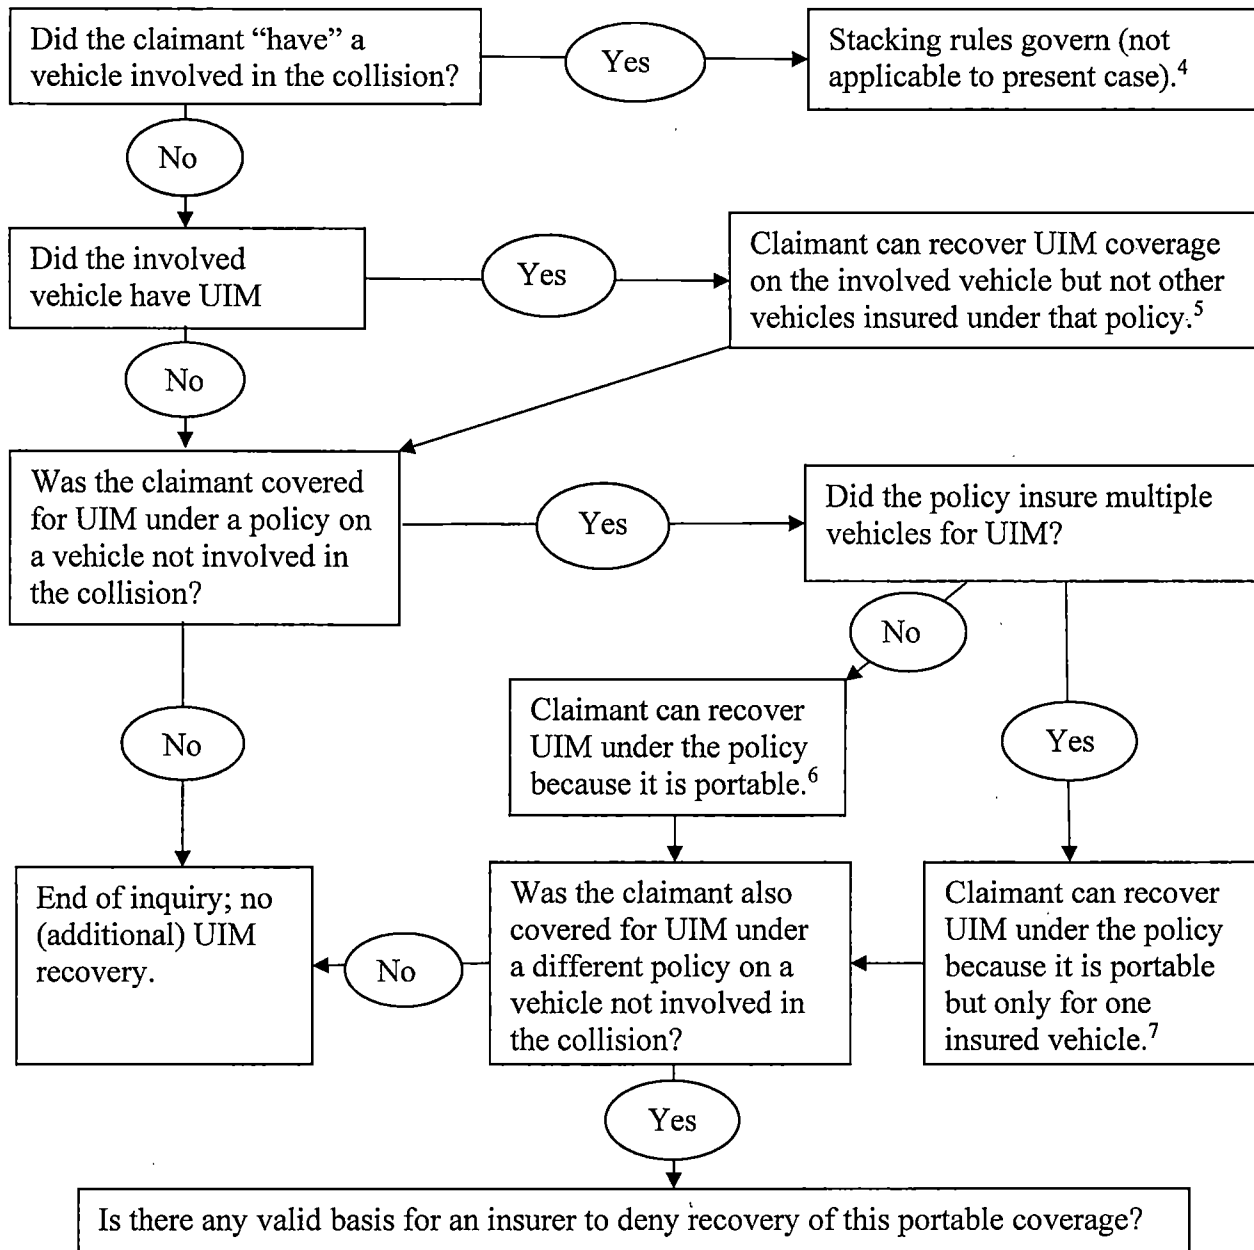 Did the claimant “have” a
vehicle involved in the collision?
Yes
Stacking rules govern (not
applicable to present case).⁴
No
Did the involved
vehicle have UIM
Yes
Claimant can recover UIM coverage
on the involved vehicle but not other
vehicles insured under that policy.⁵
No
Was the claimant covered
for UIM under a policy on
a vehicle not involved in
the collision?
Yes
Did the policy insure multiple
vehicles for UIM?
No
Claimant can recover
UIM under the policy
because it is portable.⁶
Yes
No
End of inquiry; no
(additional) UIM
recovery.
No
Was the claimant also
covered for UIM under
a different policy on a
vehicle not involved in
the collision?
Claimant can recover
UIM under the policy
because it is portable
but only for one
insured vehicle.⁷
Yes
Is there any valid basis for an insurer to deny recovery of this portable coverage?